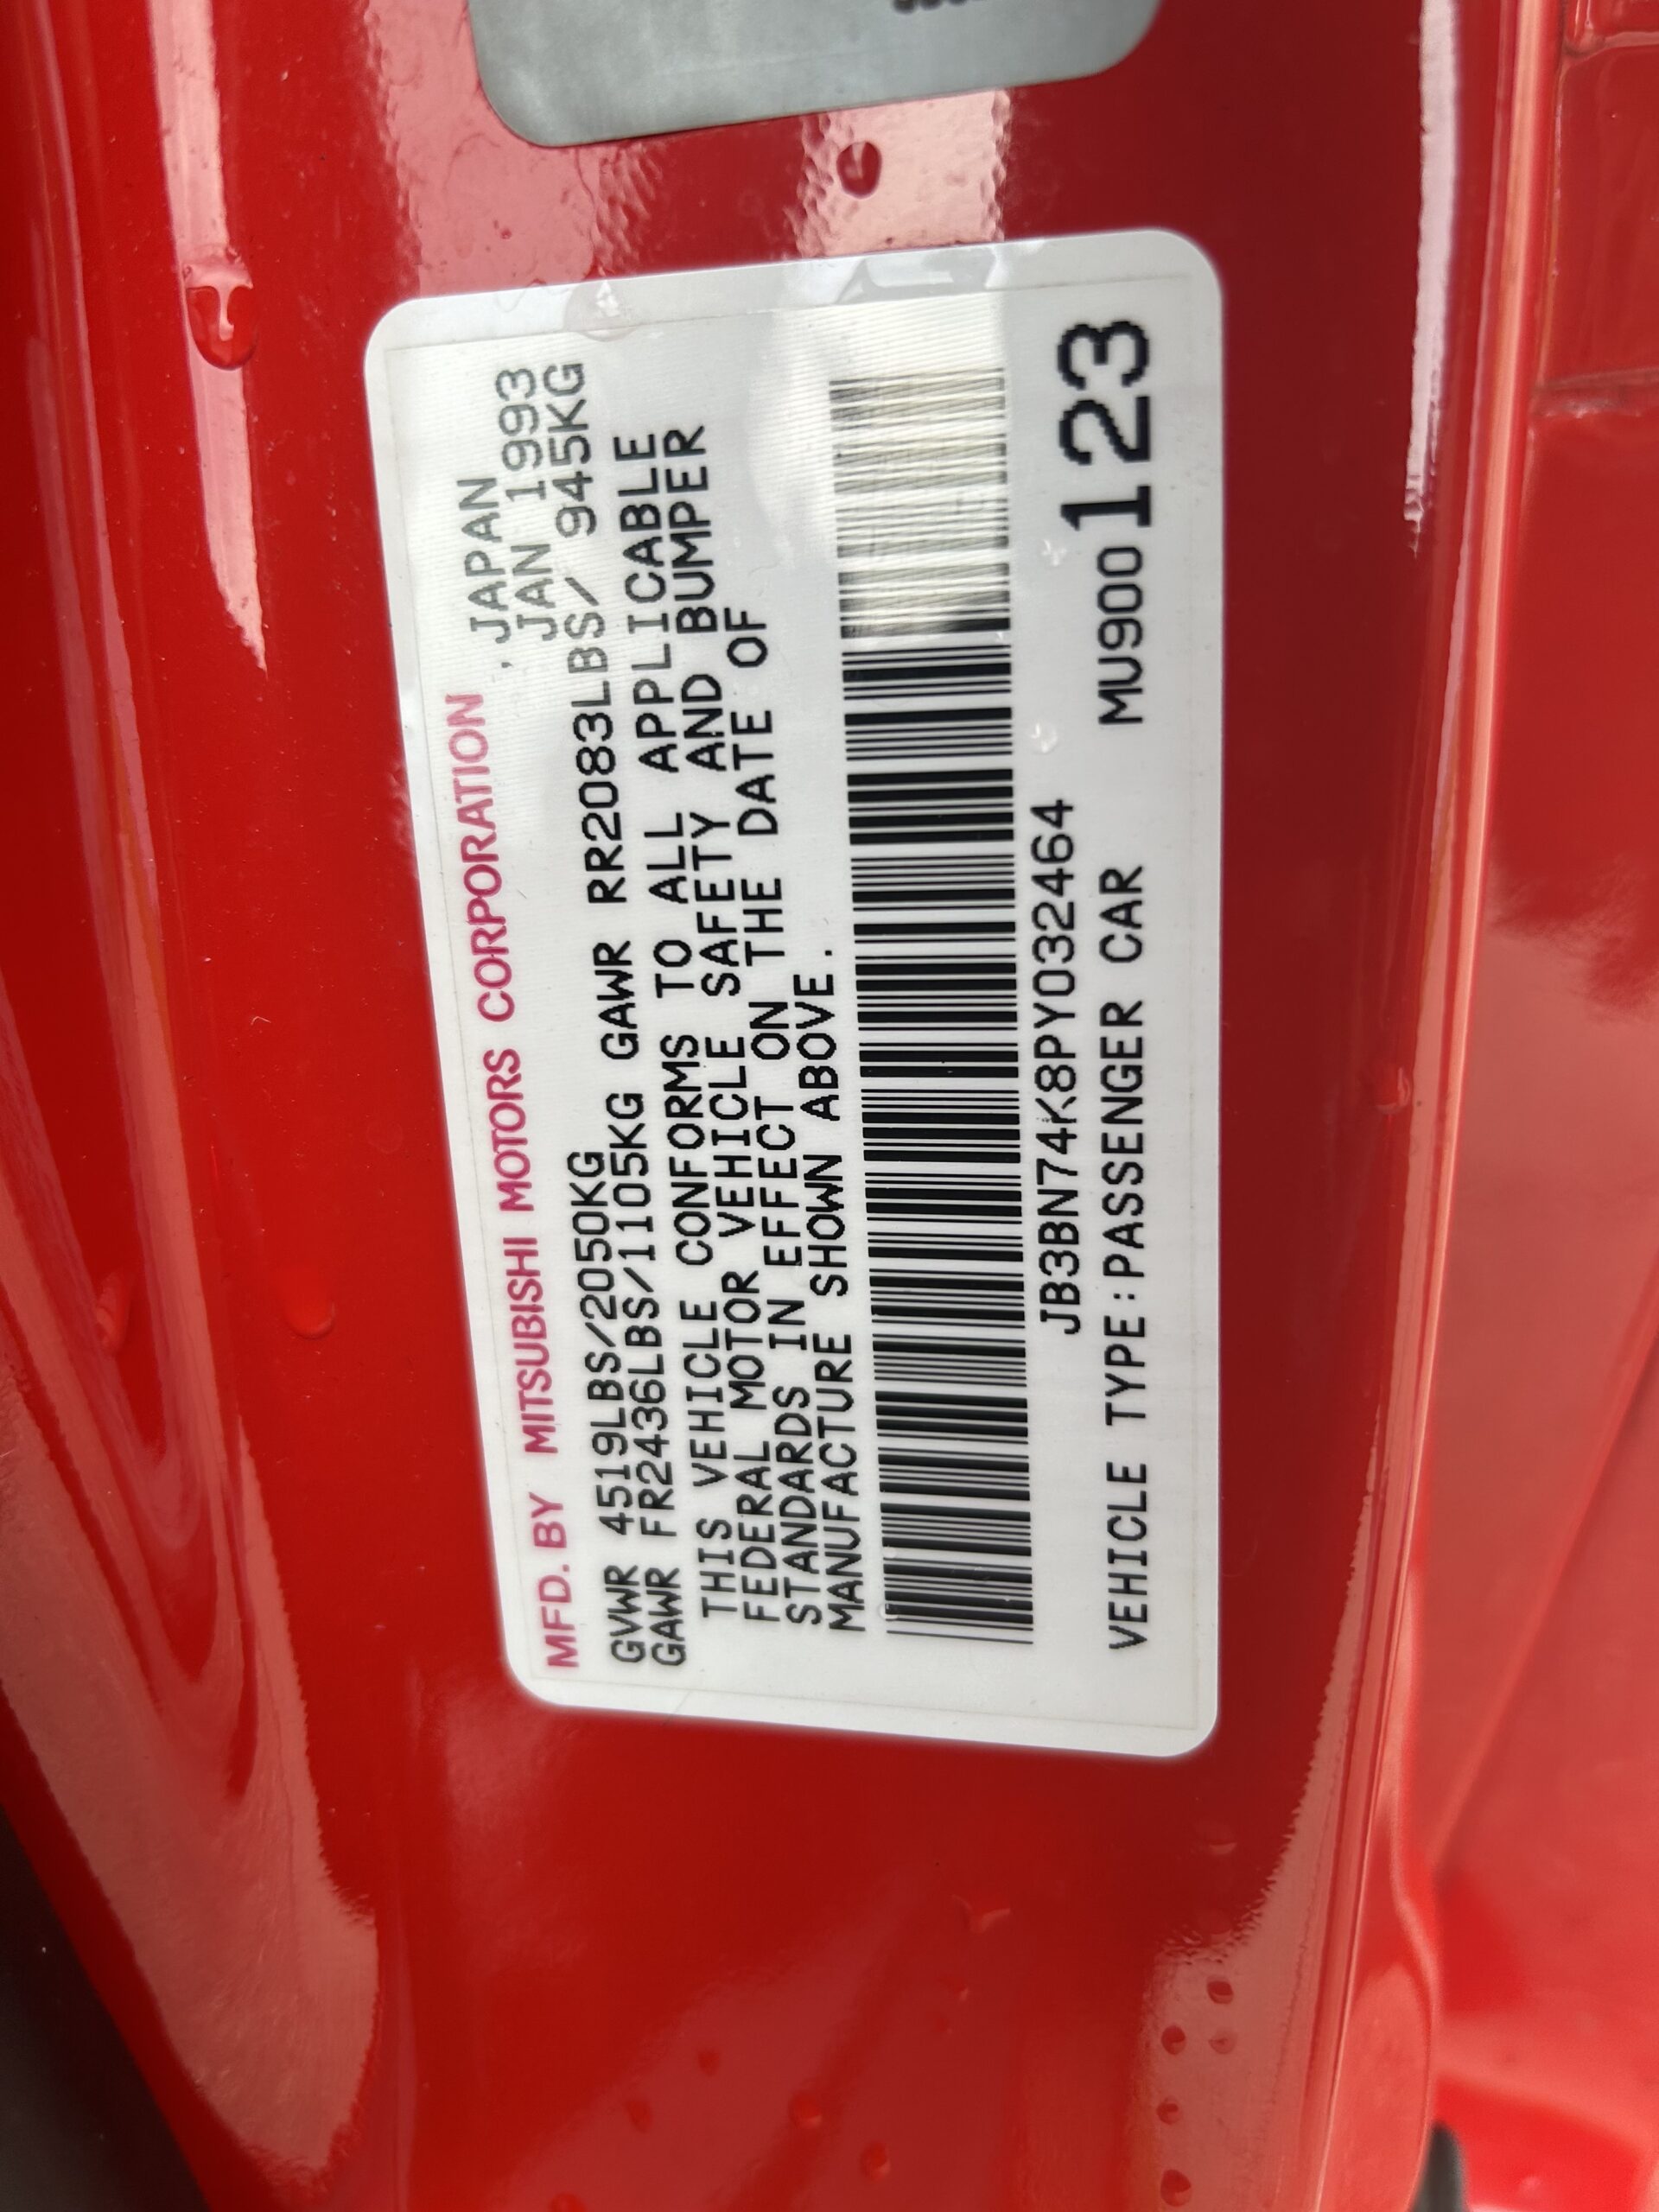 MFD. BY MITSUBISHI MOTORS CORPORATION, JAPAN
JAN 1993
GVWR 4519LBS/2050KG
GAWR FR2436LBS/1105KG GAWR RR2083LBS/ 945KG
THIS VEHICLE CONFORMS TO ALL APPLICABLE
FEDERAL MOTOR VEHICLE SAFETY AND BUMPER
STANDARDS IN EFFECT ON THE DATE OF
MANUFACTURE SHOWN ABOVE.
JB3BN74K8PY032464
VEHICLE TYPE:PASSENGER CAR MU900123